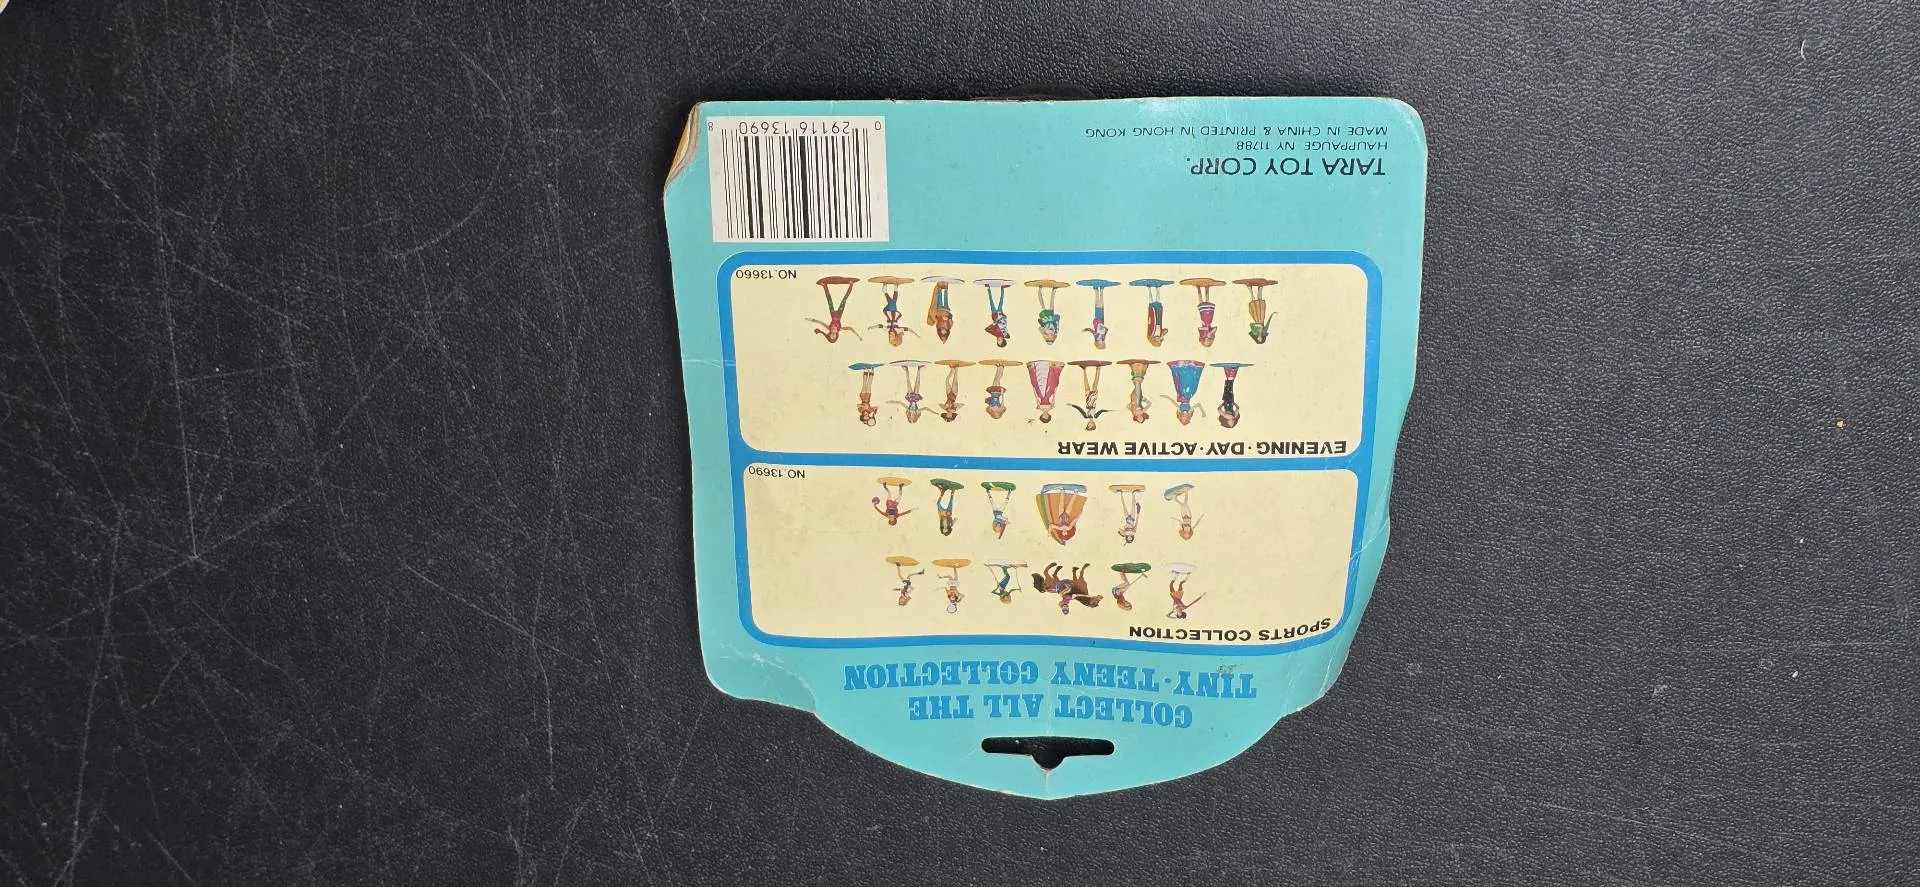 COLLECT ALL THE
TINY·TEENY COLLECTION
SPORTS COLLECTION
NO.13690
EVENING·DAY·ACTIVE WEAR
NO.13660
TARA TOY CORP.
HAUPPAUGE NY 11788
MADE IN CHINA & PRINTED IN HONG KONG
0 29116 13690 8